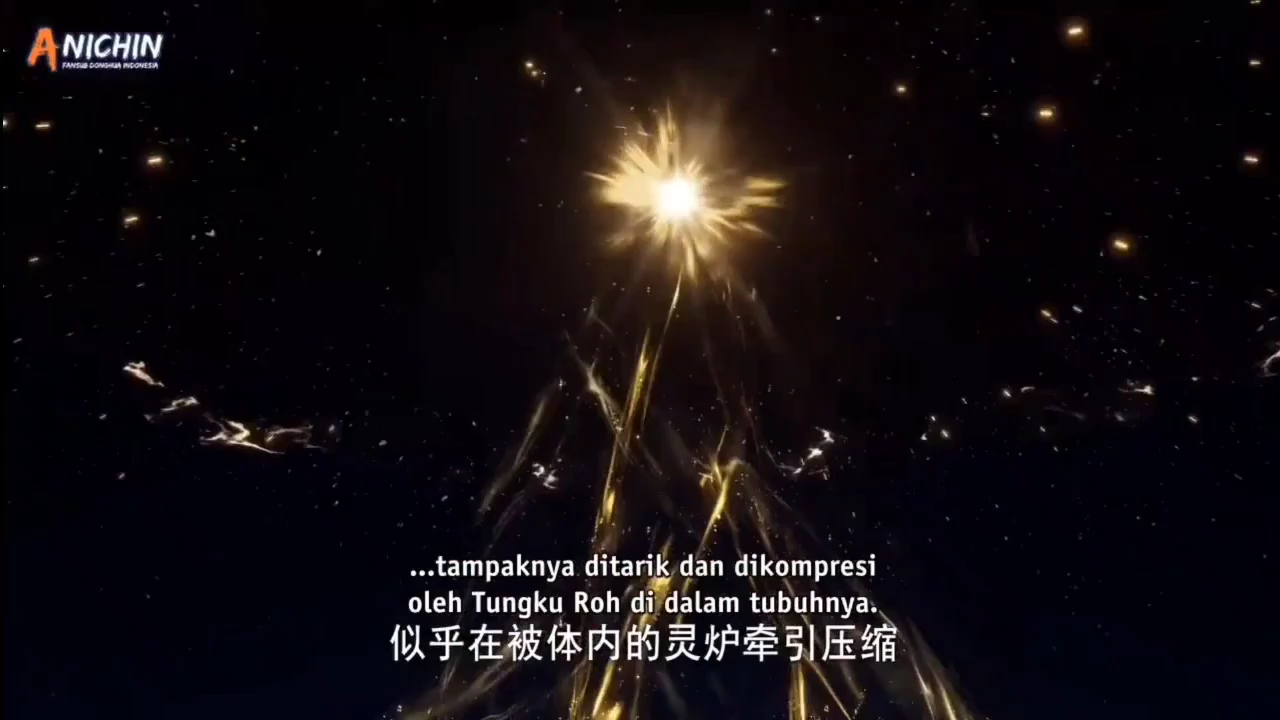 ANICHIN
FANSUB DONGHUA INDONESIA
...tampaknya ditarik dan dikompresi
oleh Tungku Roh di dalam tubuhnya.
似乎在被体内的灵炉牵引压缩